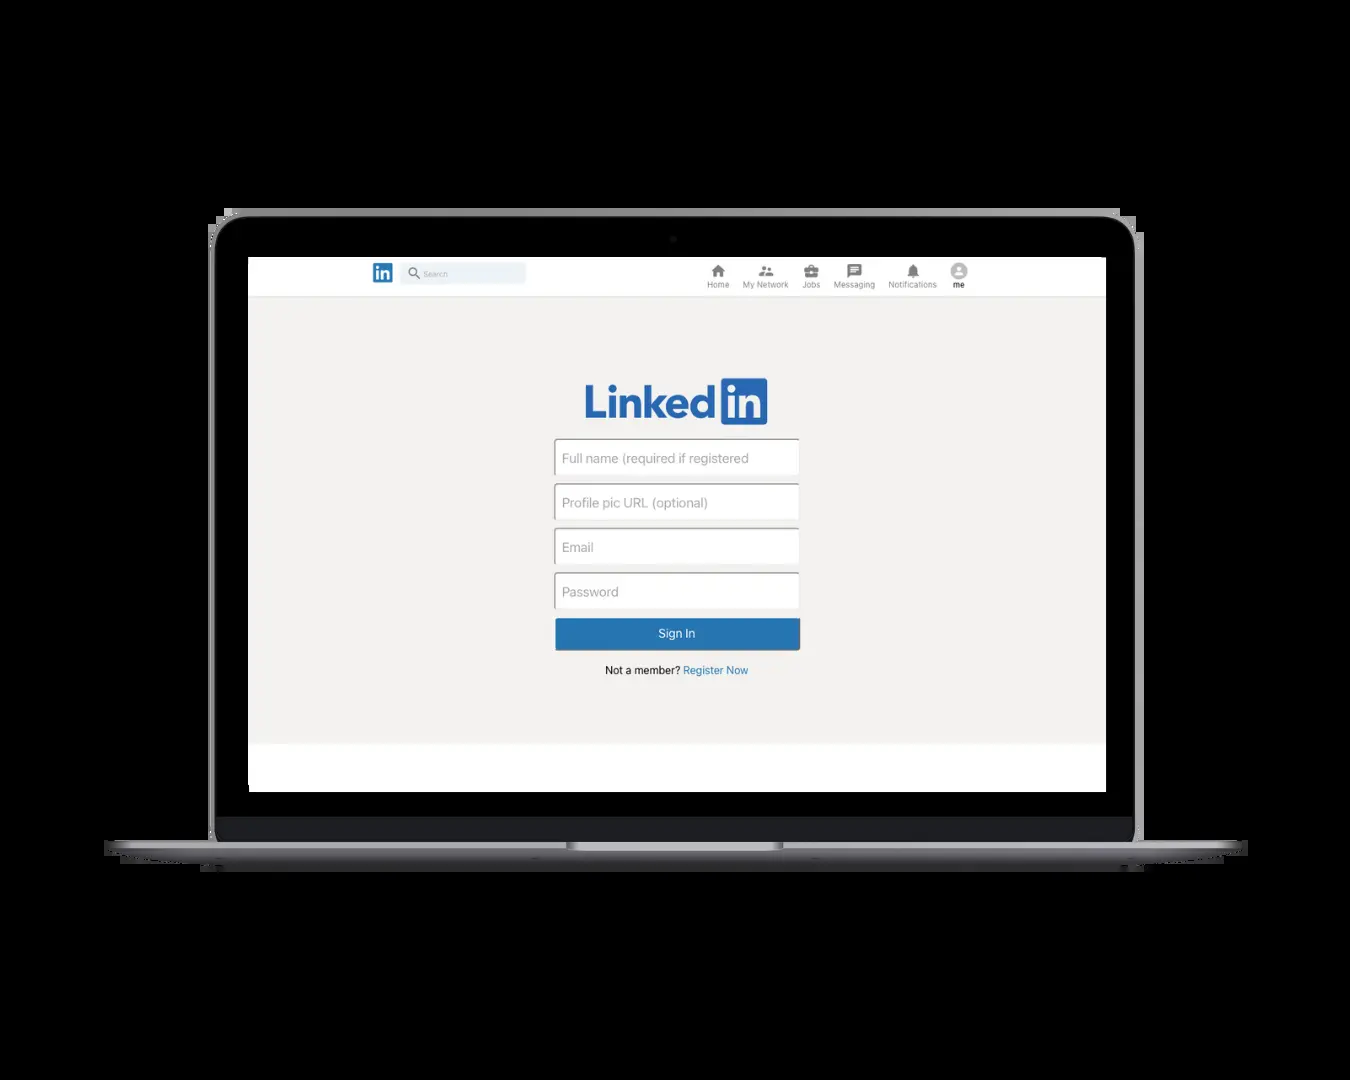 in Search Home My Network Jobs Messaging Notifications me
Linkedin
Full name (required if registered
Profile pic URL (optional)
Email
Password
Sign In
Not a member? Register Now